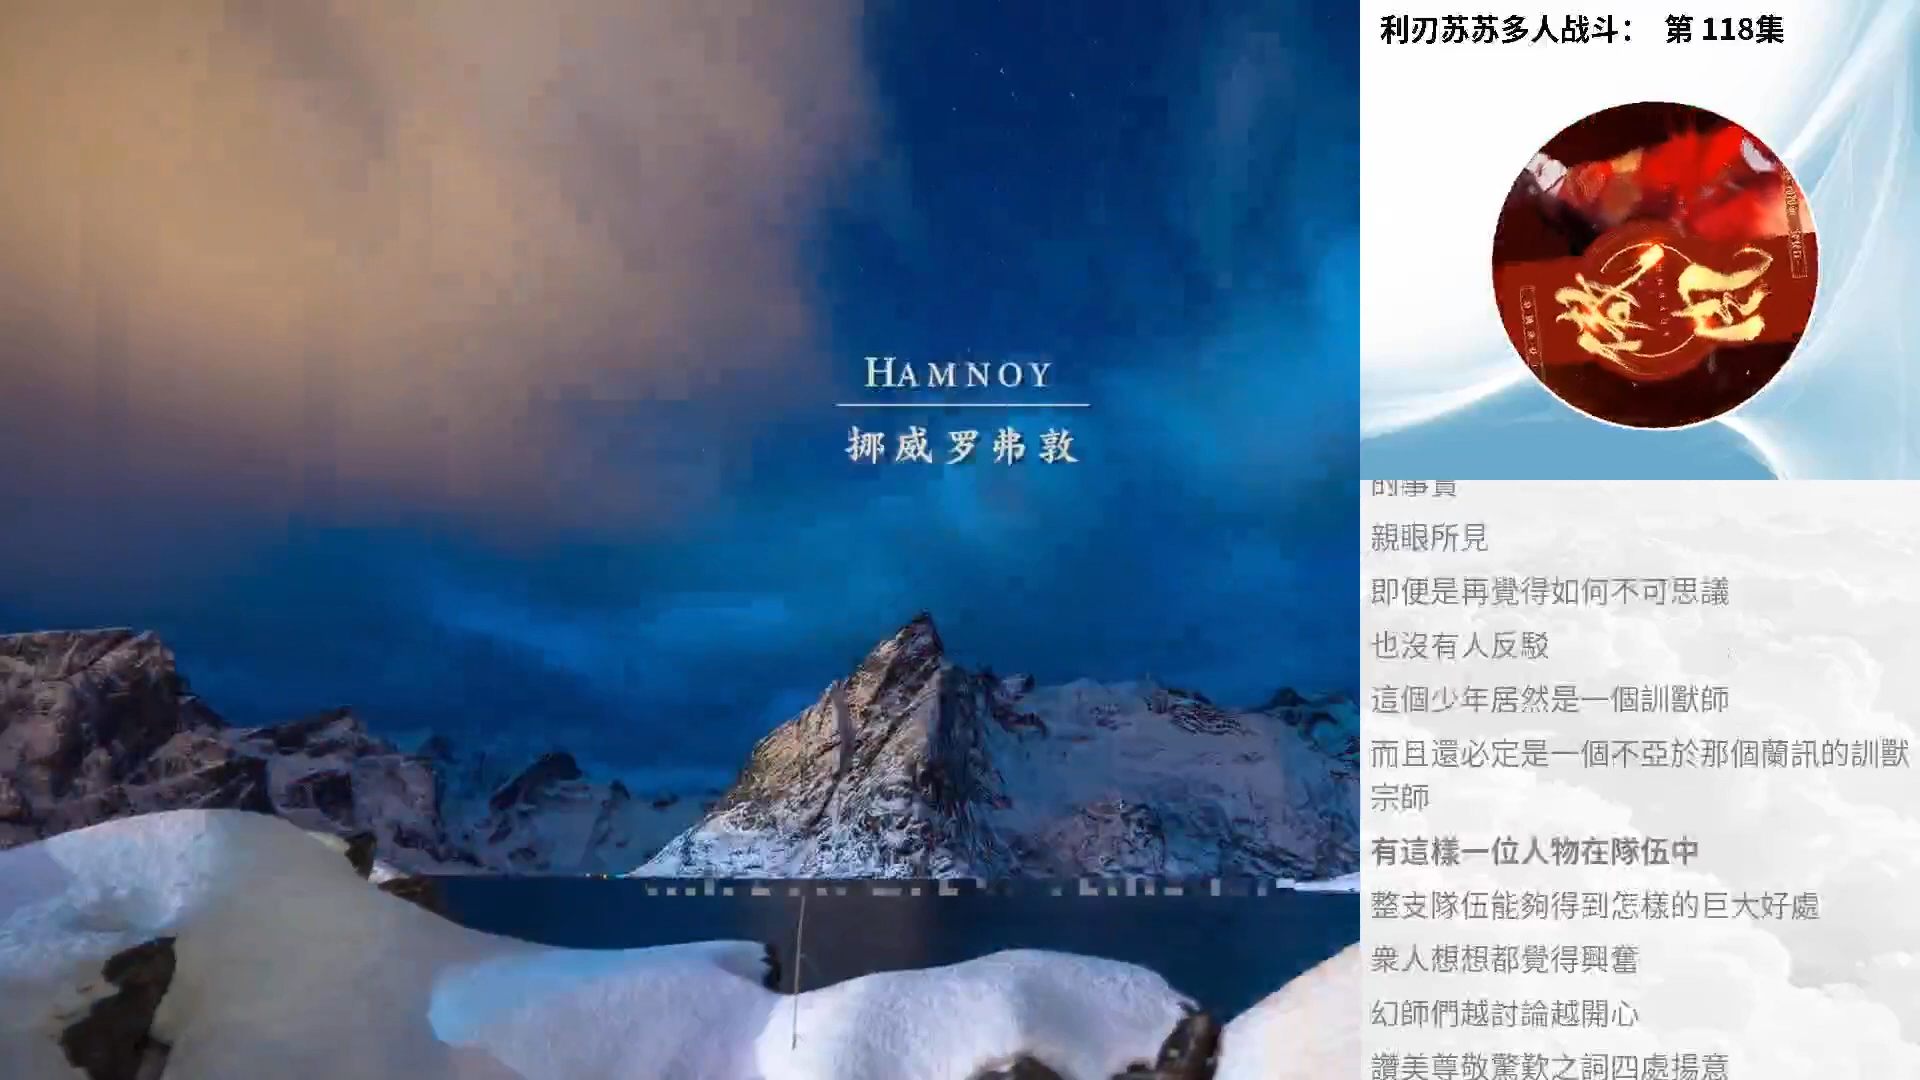 HAMNOY
挪威罗弗敦
利刃苏苏多人战斗： 第 118集
的事實
親眼所見
即便是再覺得如何不可思議
也沒有人反駁
這個少年居然是一個訓獸師
而且還必定是一個不亞於那個蘭訊的訓獸
宗師
有這樣一位人物在隊伍中
整支隊伍能夠得到怎樣的巨大好處
衆人想想都覺得興奮
幻師們越討論越開心
讚美尊敬驚歎之詞四處揚意